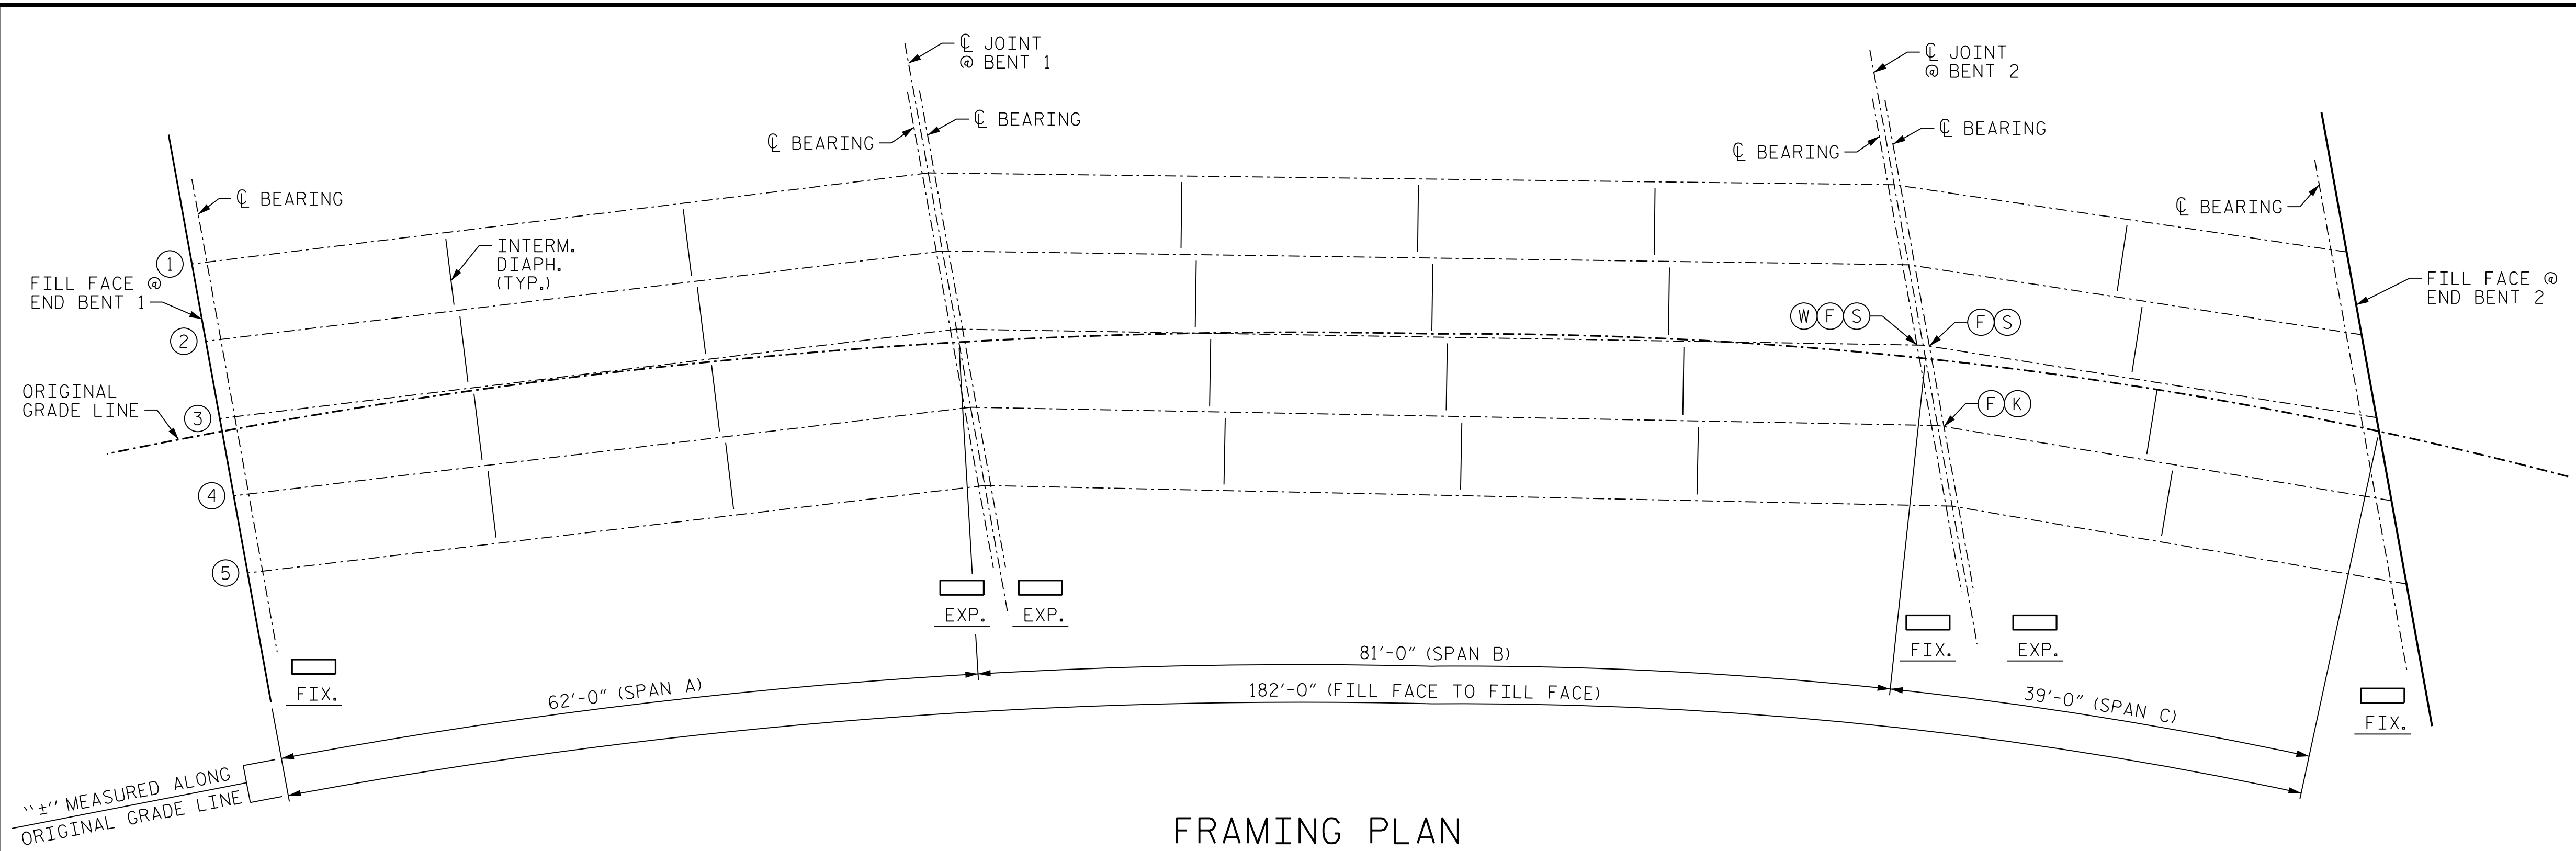 ℄ JOINT
@ BENT 1
℄ JOINT
@ BENT 2
℄ BEARING
℄ BEARING
℄ BEARING
℄ BEARING
℄ BEARING
℄ BEARING
INTERM.
DIAPH.
(TYP.)
1
FILL FACE @
END BENT 1
FILL FACE @
END BENT 2
W F S
F S
2
ORIGINAL
GRADE LINE
3
F K
4
5
EXP.
EXP.
FIX.
EXP.
FIX.
FIX.
62'-0" (SPAN A)
81'-0" (SPAN B)
182'-0" (FILL FACE TO FILL FACE)
39'-0" (SPAN C)
"±" MEASURED ALONG
ORIGINAL GRADE LINE
FRAMING PLAN